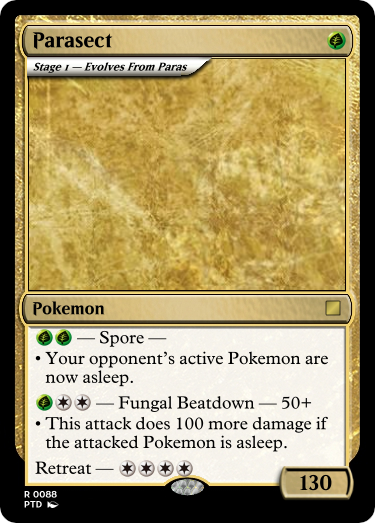 Parasect
Stage 1 — Evolves From Paras
Pokemon
— Spore —
• Your opponent's active Pokemon are
now asleep.
— Fungal Beatdown — 50+
• This attack does 100 more damage if
the attacked Pokemon is asleep.
Retreat —
130
R 0088
PTD